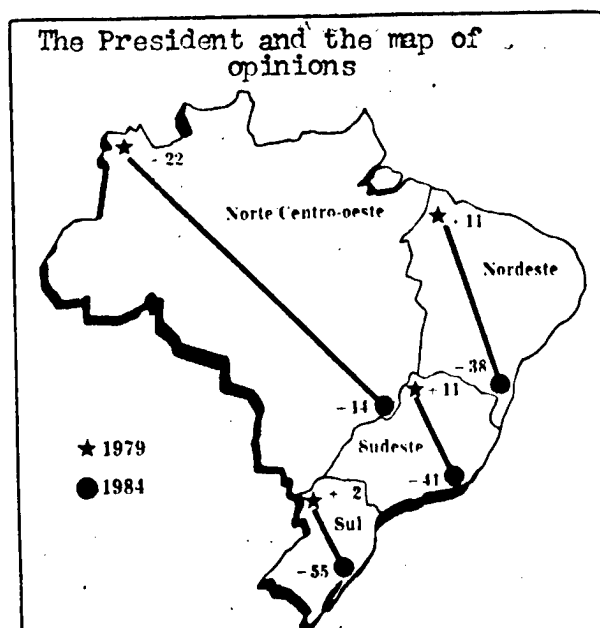 The President and the map of
opinions
- 22
Norte Centro-oeste
- 11
Nordeste
- 38
+ 11
- 14
Sudeste
★ 1979
- 41
● 1984
+ 2
Sul
- 55